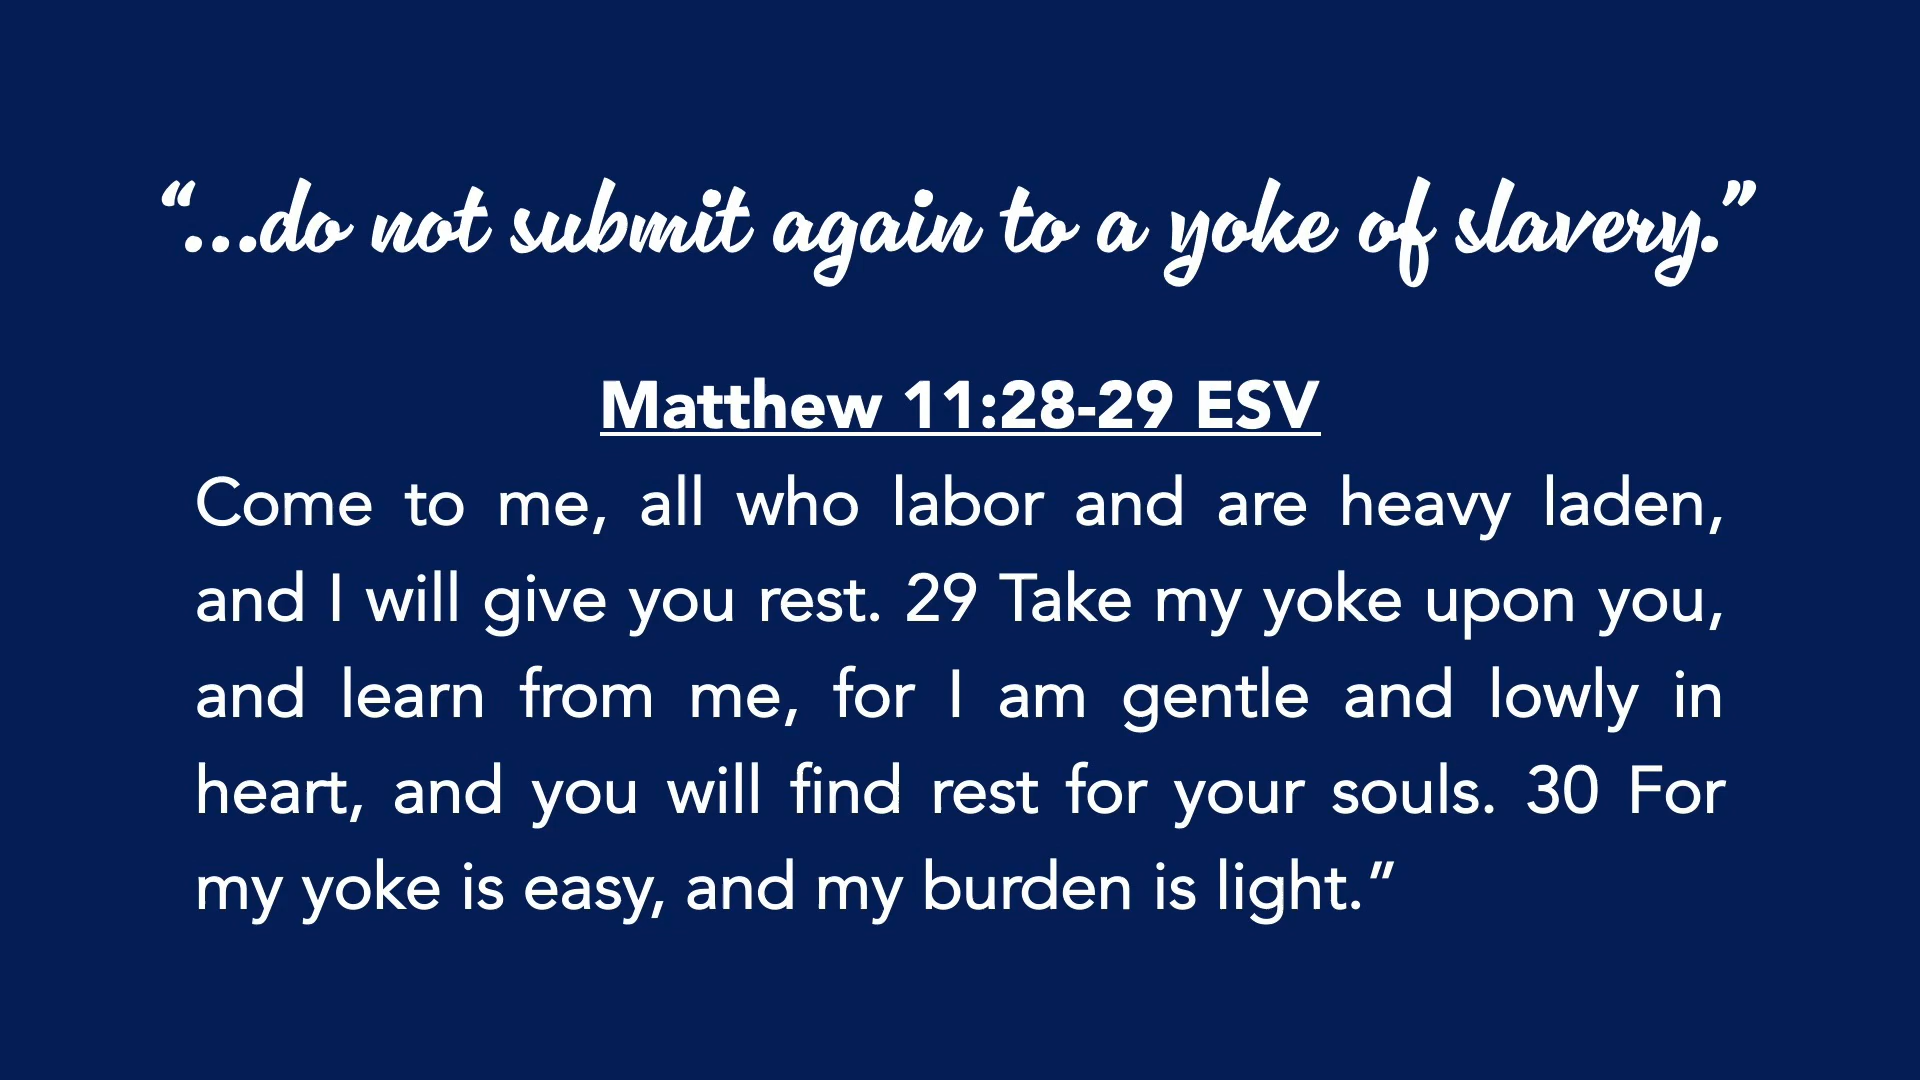 “...do not submit again to a yoke of slavery.”
Matthew 11:28-29 ESV
Come to me, all who labor and are heavy laden,
and I will give you rest. 29 Take my yoke upon you,
and learn from me, for I am gentle and lowly in
heart, and you will find rest for your souls. 30 For
my yoke is easy, and my burden is light.”